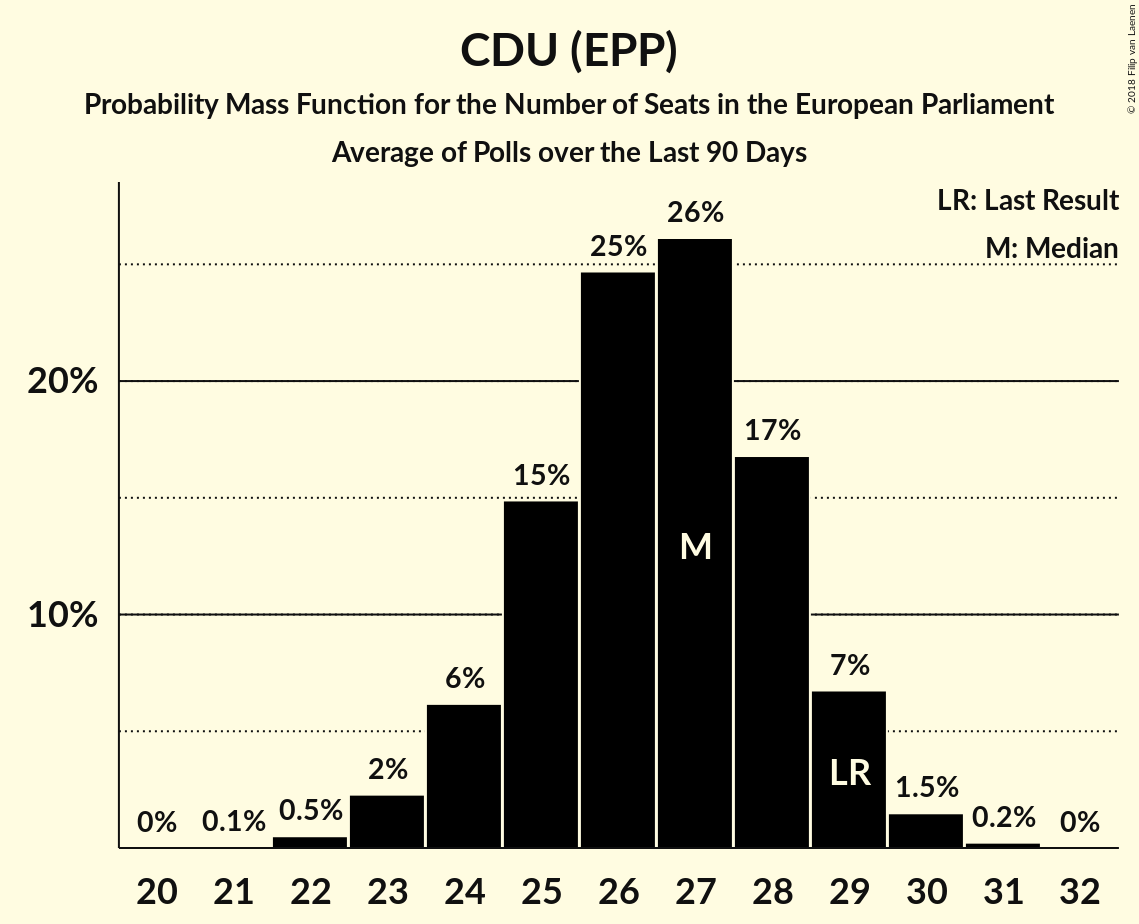 CDU (EPP)
Probability Mass Function for the Number of Seats in the European Parliament
Average of Polls over the Last 90 Days
© 2018 Filip van Laenen
LR: Last Result
M: Median
20%
10%
0%
0.1%
0.5%
2%
6%
15%
25%
26%
17%
7%
1.5%
0.2%
0%
M
LR
20 21 22 23 24 25 26 27 28 29 30 31 32